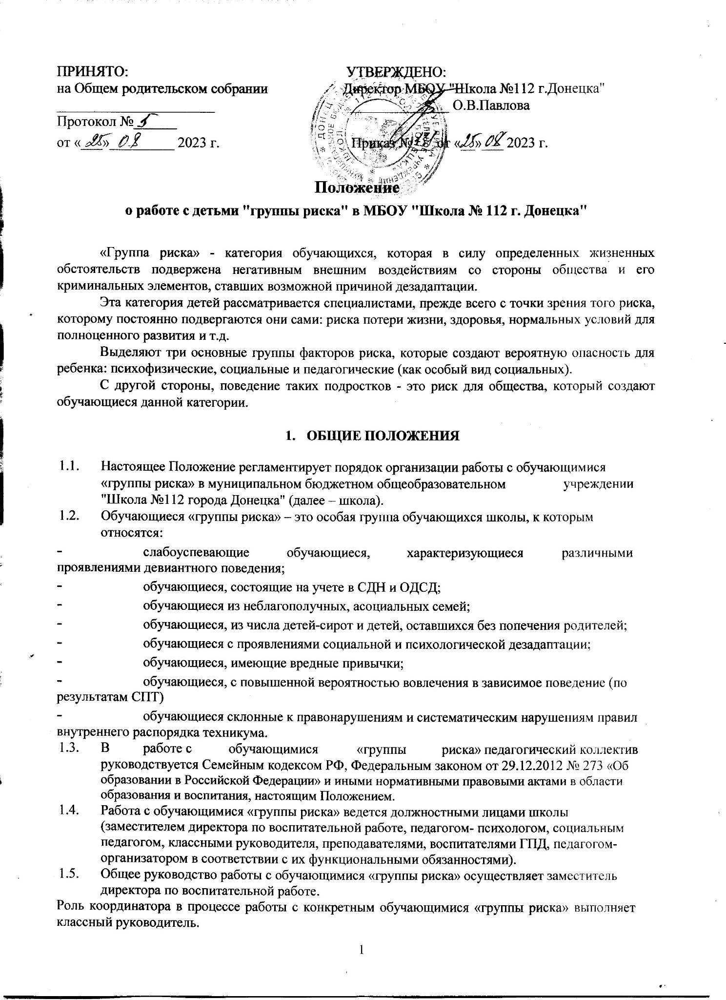 ПРИНЯТО:
на Общем родительском собрании
Протокол №
от «25» 08 2023 г.
УТВЕРЖДЕНО:
Директор МБОУ "Школа №112 г.Донецка"
О.В.Павлова
Приказ № от «25» 08 2023 г.
Положение
о работе с детьми "группы риска" в МБОУ "Школа № 112 г. Донецка"
«Группа риска» - категория обучающихся, которая в силу определенных жизненных
обстоятельств подвержена негативным внешним воздействиям со стороны общества и его
криминальных элементов, ставших возможной причиной дезадаптации.
Эта категория детей рассматривается специалистами, прежде всего с точки зрения того риска,
которому постоянно подвергаются они сами: риска потери жизни, здоровья, нормальных условий для
полноценного развития и т.д.
Выделяют три основные группы факторов риска, которые создают вероятную опасность для
ребенка: психофизические, социальные и педагогические (как особый вид социальных).
С другой стороны, поведение таких подростков - это риск для общества, который создают
обучающиеся данной категории.
1. ОБЩИЕ ПОЛОЖЕНИЯ
1.1. Настоящее Положение регламентирует порядок организации работы с обучающимися
«группы риска» в муниципальном бюджетном общеобразовательном учреждении
"Школа №112 города Донецка" (далее – школа).
1.2. Обучающиеся «группы риска» – это особая группа обучающихся школы, к которым
относятся:
- слабоуспевающие обучающиеся, характеризующиеся различными
проявлениями девиантного поведения;
- обучающиеся, состоящие на учете в СДН и ОДСД;
- обучающиеся из неблагополучных, асоциальных семей;
- обучающиеся, из числа детей-сирот и детей, оставшихся без попечения родителей;
- обучающиеся с проявлениями социальной и психологической дезадаптации;
- обучающиеся, имеющие вредные привычки;
- обучающиеся, с повышенной вероятностью вовлечения в зависимое поведение (по
результатам СПТ)
- обучающиеся склонные к правонарушениям и систематическим нарушениям правил
внутреннего распорядка техникума.
1.3. В работе с обучающимися «группы риска» педагогический коллектив
руководствуется Семейным кодексом РФ, Федеральным законом от 29.12.2012 № 273 «Об
образовании в Российской Федерации» и иными нормативными правовыми актами в области
образования и воспитания, настоящим Положением.
1.4. Работа с обучающимися «группы риска» ведется должностными лицами школы
(заместителем директора по воспитательной работе, педагогом- психологом, социальным
педагогом, классными руководителя, преподавателями, воспитателями ГПД, педагогом-
организатором в соответствии с их функциональными обязанностями).
1.5. Общее руководство работы с обучающимися «группы риска» осуществляет заместитель
директора по воспитательной работе.
Роль координатора в процессе работы с конкретным обучающимися «группы риска» выполняет
классный руководитель.
1